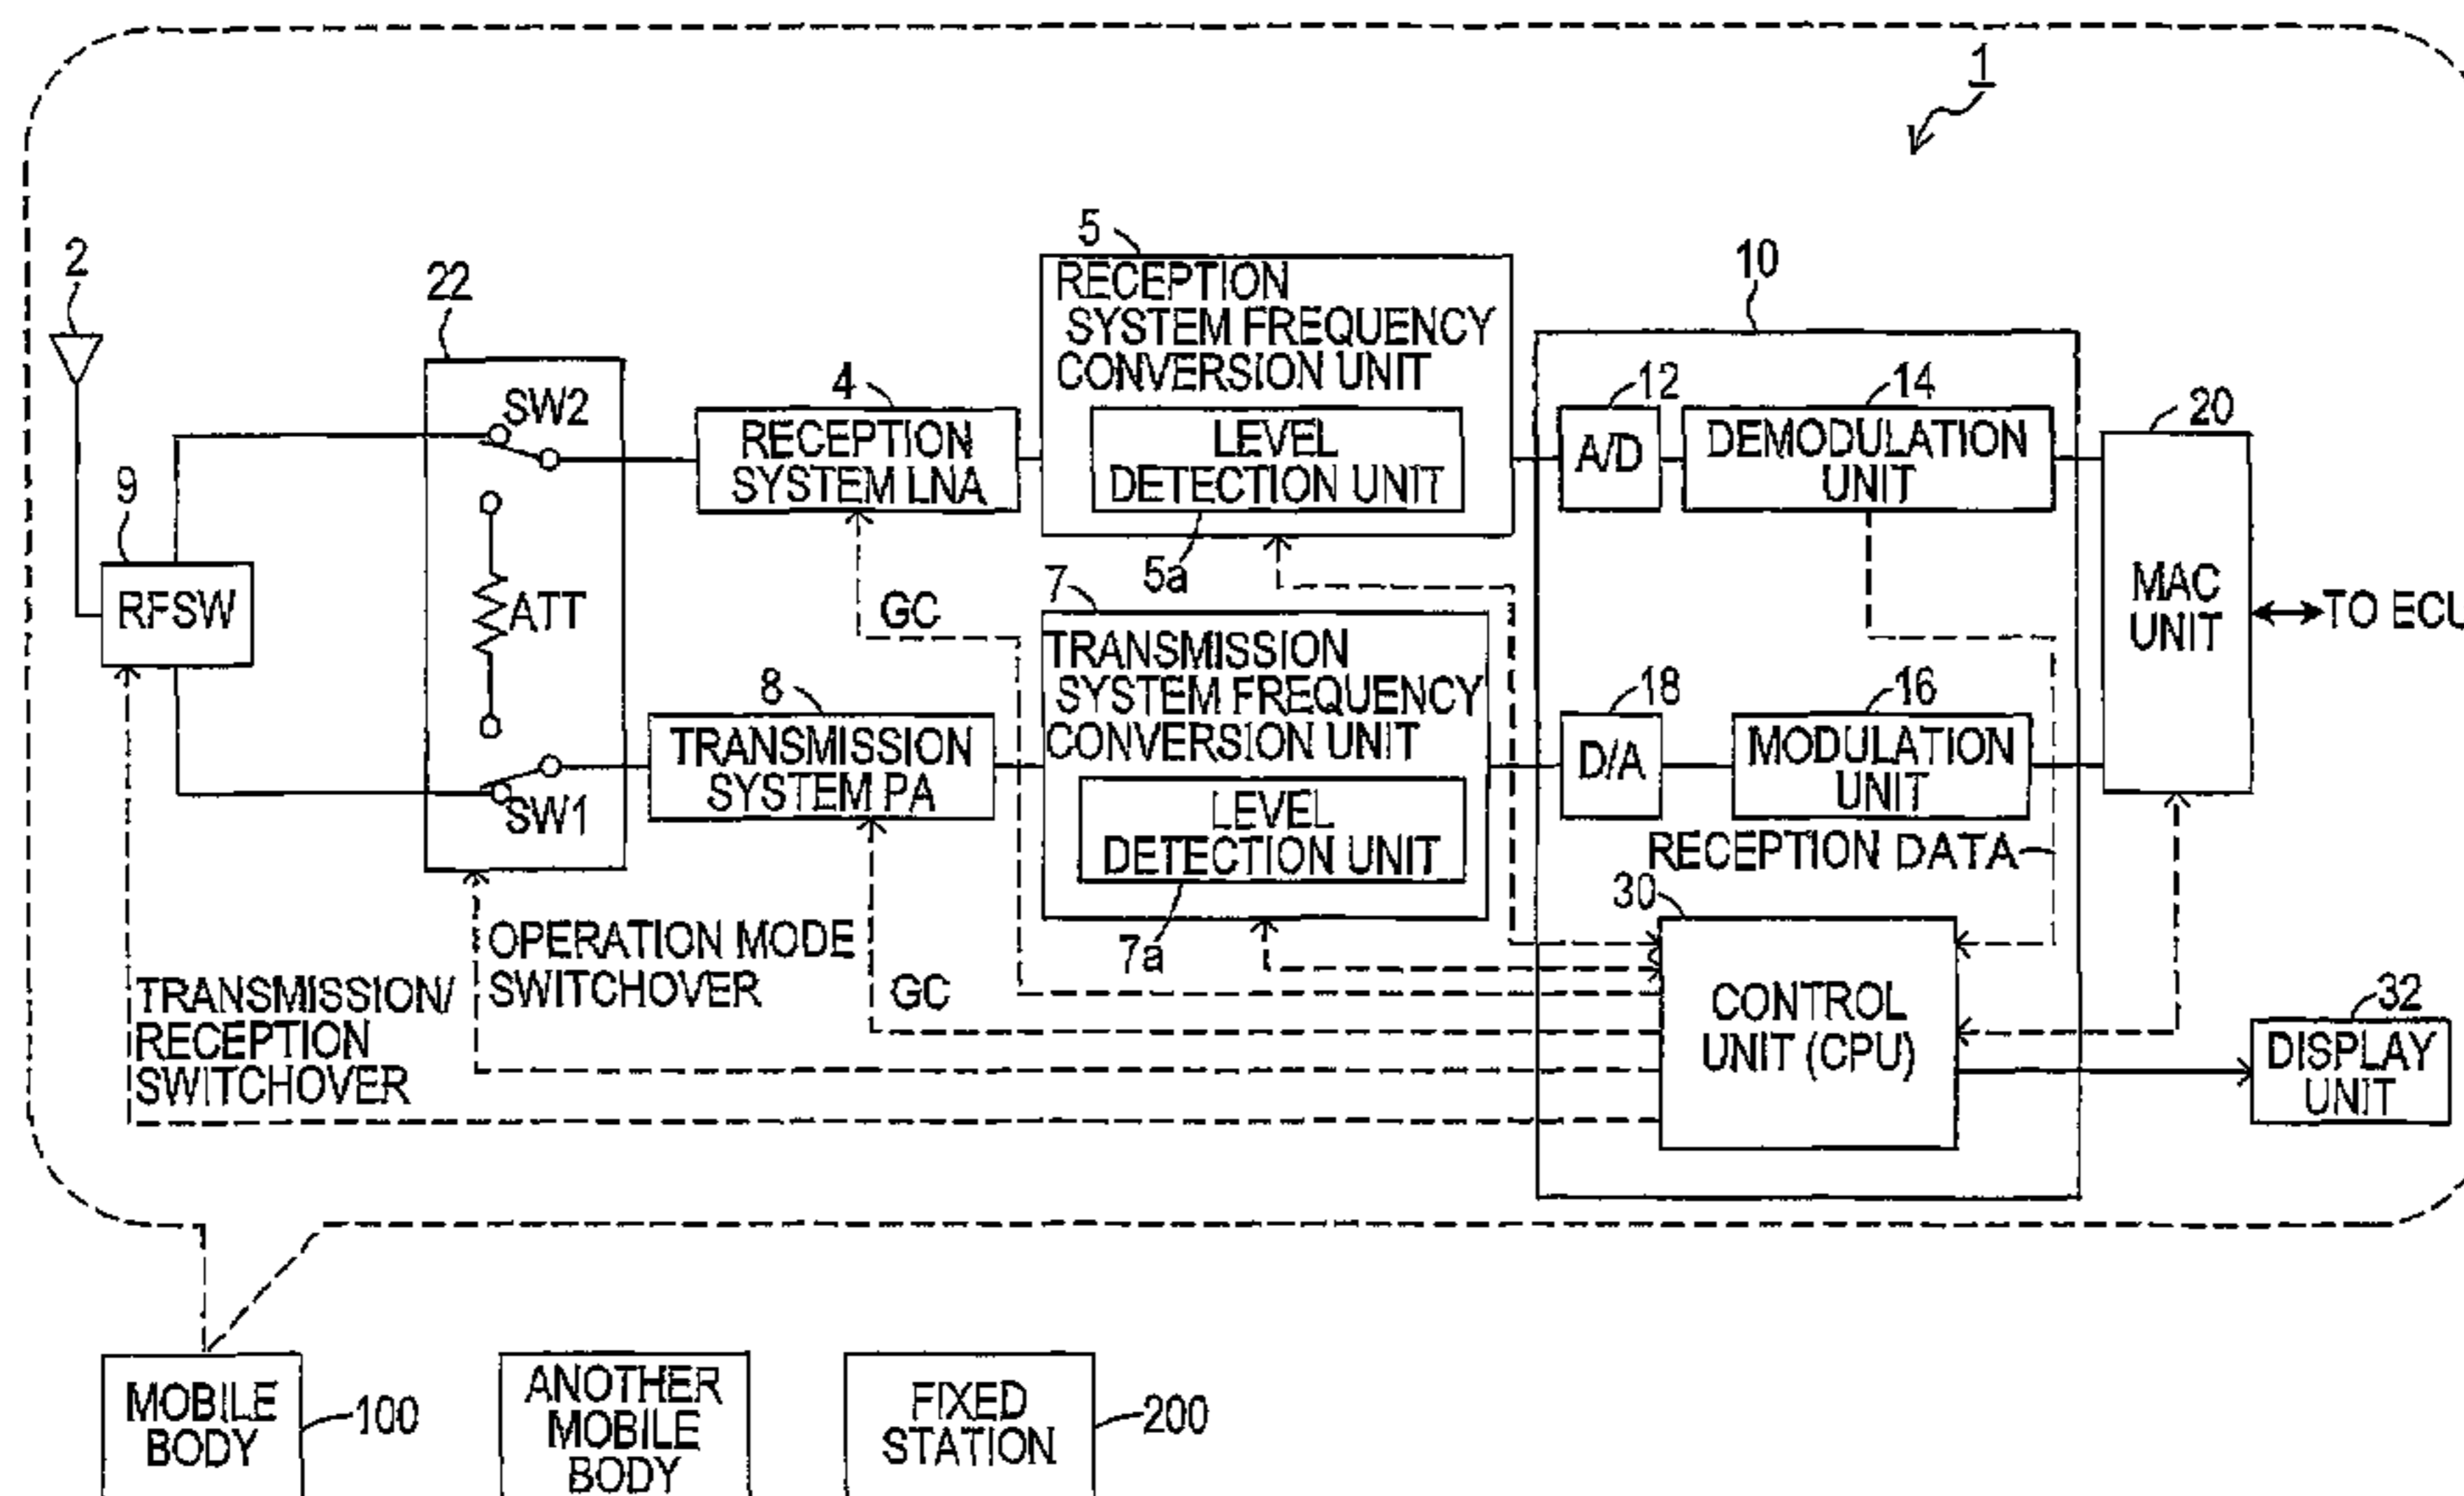 1
2
22
5
RECEPTION
SYSTEM FREQUENCY
CONVERSION UNIT
10
SW2
4
RECEPTION
SYSTEM LNA
LEVEL
DETECTION UNIT
12
A/D
14
DEMODULATION
UNIT
20
9
RFSW
ATT
5a
GC
7
TRANSMISSION
SYSTEM FREQUENCY
CONVERSION UNIT
MAC
UNIT
TO ECU
8
TRANSMISSION
SYSTEM PA
18
D/A
16
MODULATION
UNIT
SW1
LEVEL
DETECTION UNIT
RECEPTION DATA
30
7a
OPERATION MODE
SWITCHOVER
GC
TRANSMISSION/
RECEPTION
SWITCHOVER
CONTROL
UNIT (CPU)
32
DISPLAY
UNIT
MOBILE
BODY
100
ANOTHER
MOBILE
BODY
FIXED
STATION
200